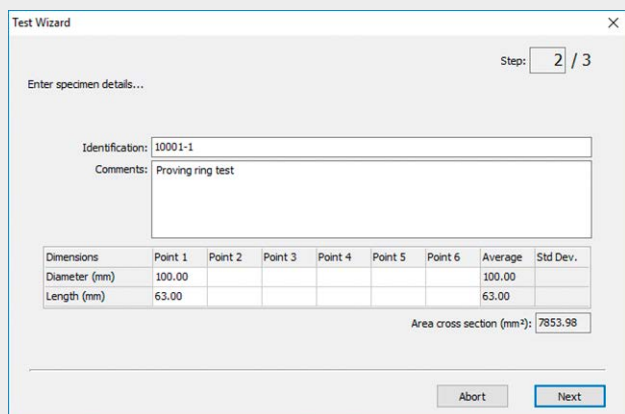 Test Wizard
Step: 2 / 3
Enter specimen details...
Identification: 10001-1
Comments: Proving ring test
Dimensions Point 1 Point 2 Point 3 Point 4 Point 5 Point 6 Average Std Dev.
Diameter (mm) 100.00 100.00
Length (mm) 63.00 63.00
Area cross section (mm²): 7853.98
Abort Next